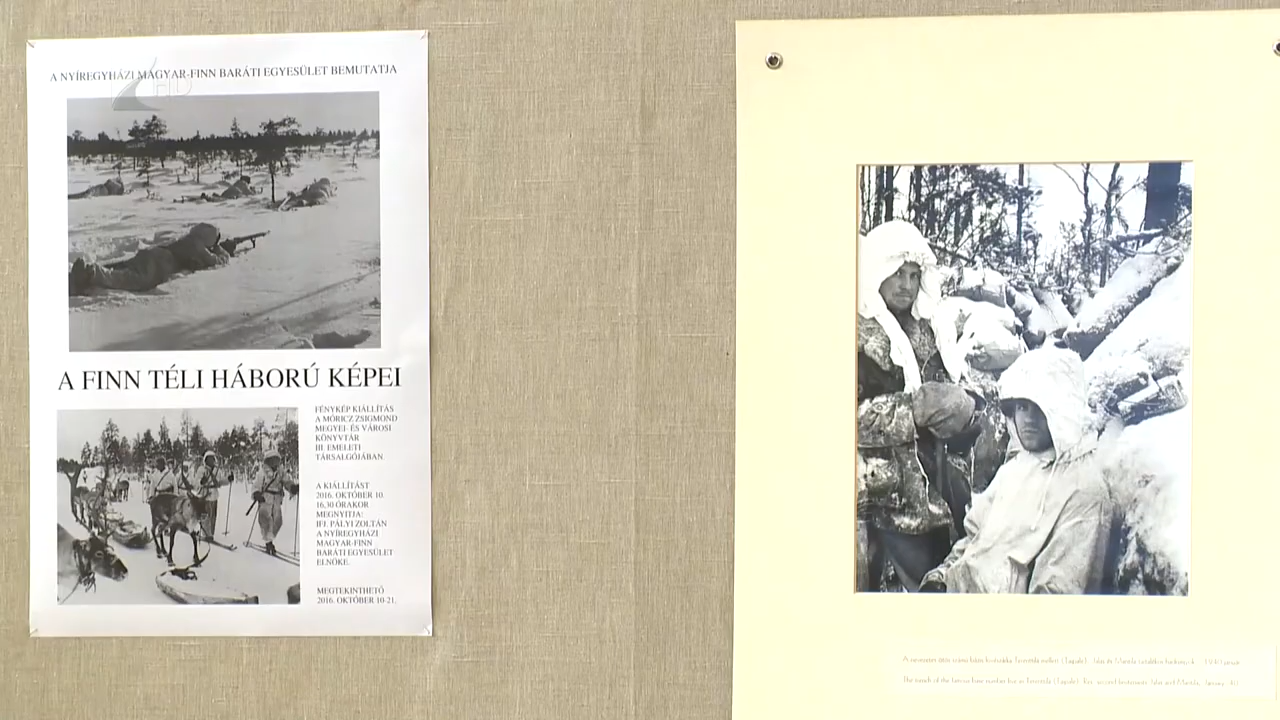 A NYÍREGYHÁZI MAGYAR-FINN BARÁTI EGYESÜLET BEMUTATJA
A FINN TÉLI HÁBORÚ KÉPEI
FÉNYKÉP KIÁLLÍTÁS
A MÓRICZ ZSIGMOND
MEGYEI- ÉS VÁROSI
KÖNYVTÁR
III. EMELETI
TÁRSALGÓJÁBAN
A KIÁLLÍTÁST
2016. OKTÓBER 10.
16,30 ÓRAKOR
MEGNYITJA:
IFJ. PÁLYI ZOLTÁN
A NYÍREGYHÁZI
MAGYAR-FINN
BARÁTI EGYESÜLET
ELNÖKE.
MEGTEKINTHETŐ
2016. OKTÓBER 10-21.